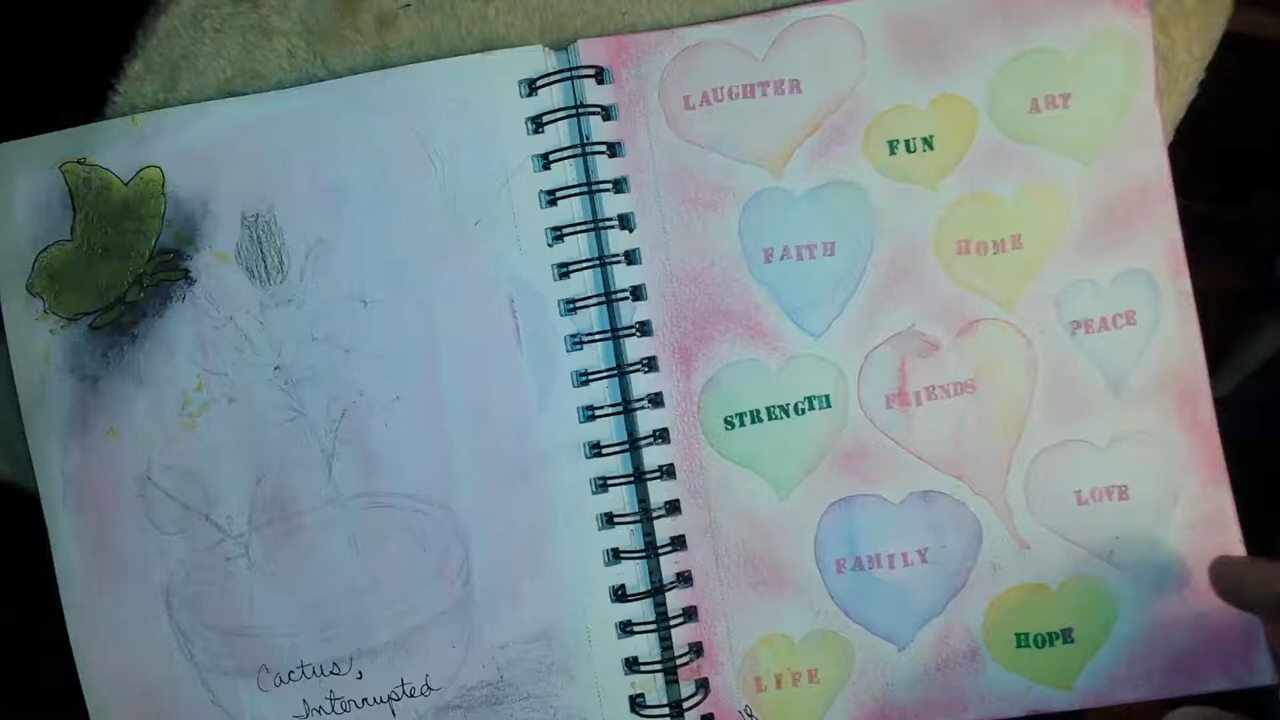 Cactus,
Interrupted
LAUGHTER
FUN
ART
FAITH
HOME
PEACE
STRENGTH
FRIENDS
LOVE
FAMILY
HOPE
LIFE